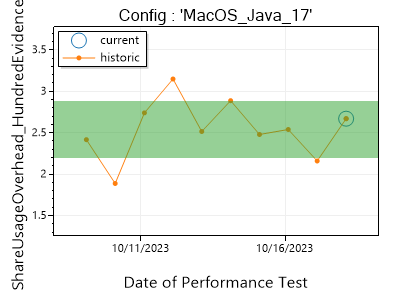 Config : 'MacOS_Java_17'
current
historic
ShareUsageOverhead_HundredEvidence
3.5
3
2.5
2
1.5
10/11/2023
10/16/2023
Date of Performance Test